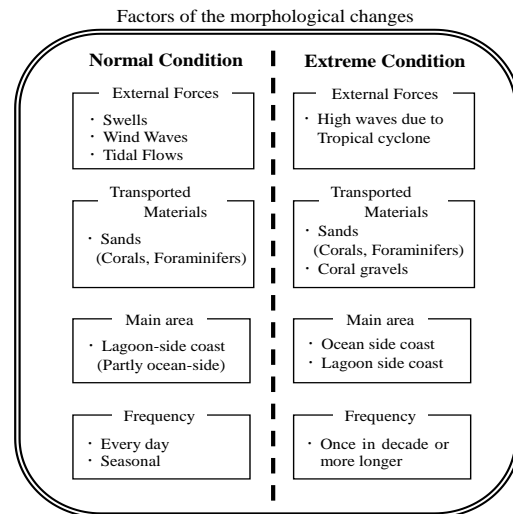 Factors of the morphological changes
Normal Condition
External Forces
・ Swells
・ Wind Waves
・ Tidal Flows
Transported
Materials
・ Sands
(Corals, Foraminifers)
Main area
・ Lagoon-side coast
(Partly ocean-side)
Frequency
・ Every day
・ Seasonal
Extreme Condition
External Forces
・ High waves due to
Tropical cyclone
Transported
Materials
・ Sands
(Corals, Foraminifers)
・ Coral gravels
Main area
・ Ocean side coast
・ Lagoon side coast
Frequency
・ Once in decade or
more longer